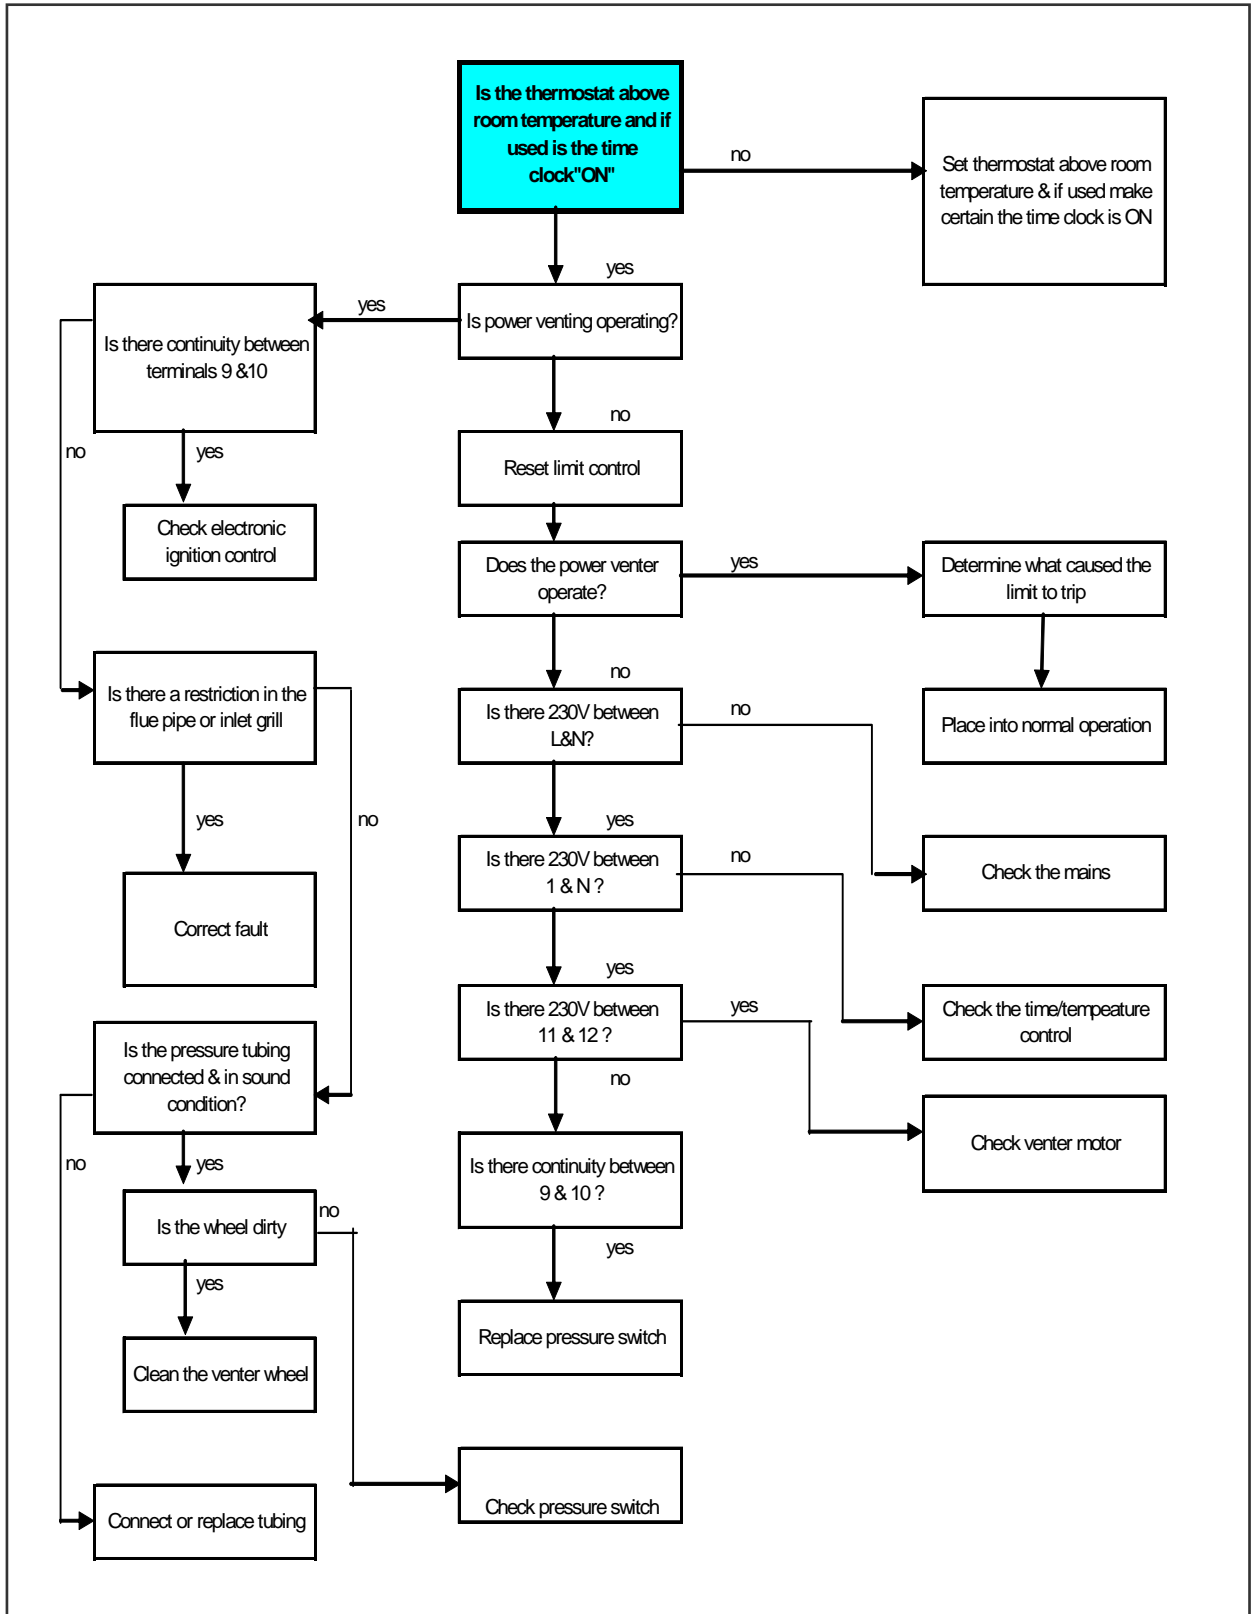 Is the thermostat above
room temperature and if
used is the time
clock"ON"
no
Set thermostat above room
temperature & if used make
certain the time clock is ON
yes
Is power venting operating?
yes
Is there continuity between
terminals 9 &10
no
yes
Check electronic
ignition control
no
Reset limit control
Does the power venter
operate?
yes
Determine what caused the
limit to trip
Place into normal operation
no
Is there 230V between
L&N?
no
Check the mains
yes
Is there 230V between
1 & N ?
no
Check the time/tempeature
control
yes
Is there 230V between
11 & 12 ?
yes
Check venter motor
no
Is there continuity between
9 & 10 ?
yes
Replace pressure switch
Is there a restriction in the
flue pipe or inlet grill
yes
no
Correct fault
Is the pressure tubing
connected & in sound
condition?
no
yes
Is the wheel dirty
no
yes
Clean the venter wheel
Check pressure switch
Connect or replace tubing